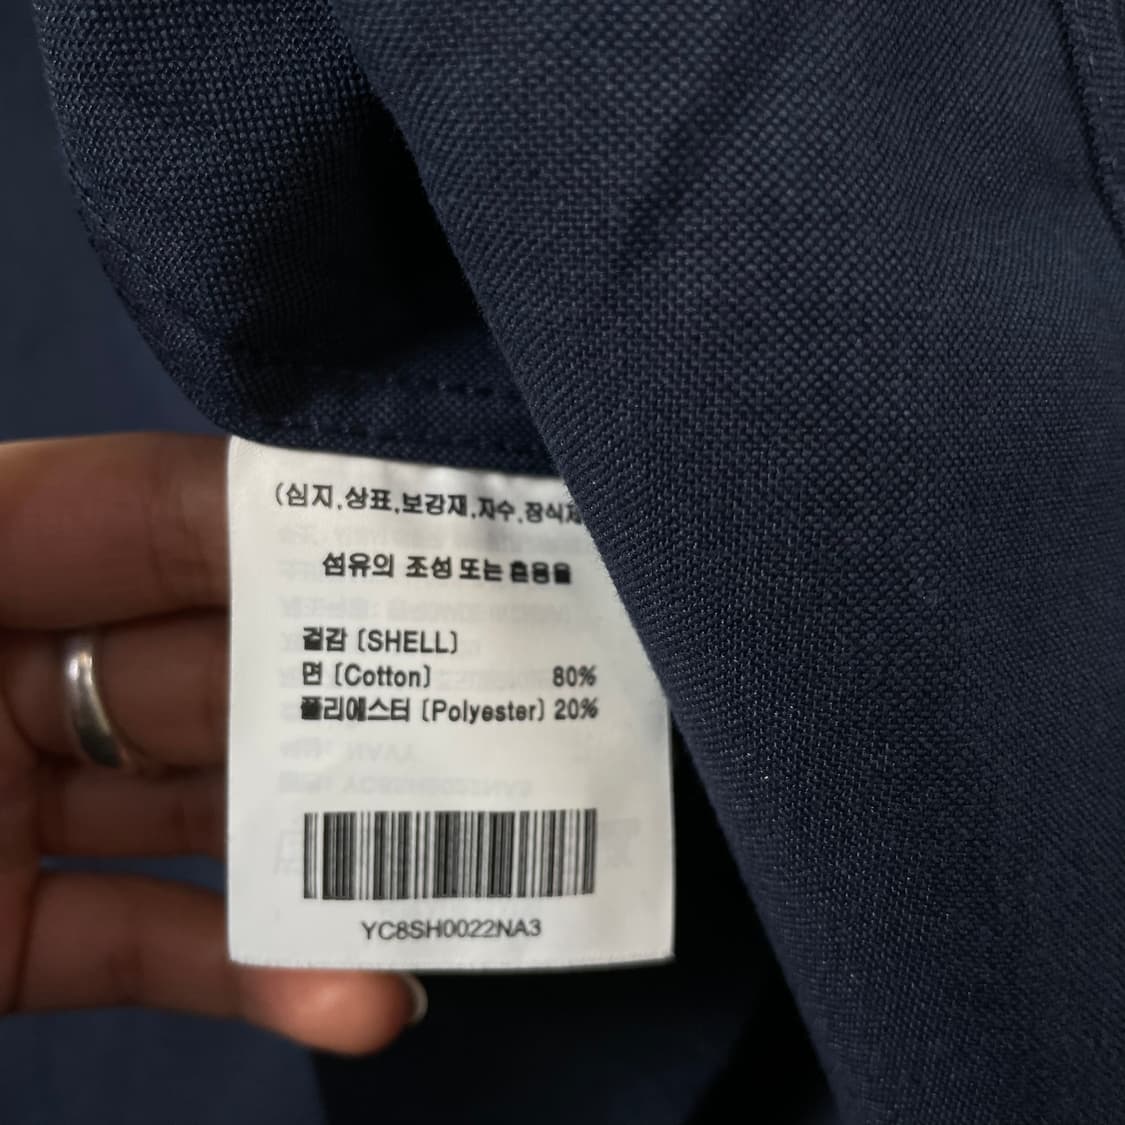 (심지,상표,보강재,자수,장식
섬유의 조성 또는 혼용율
겉감 [SHELL]
면 [Cotton] 80%
폴리에스터 [Polyester] 20%
YC8SH0022NA3